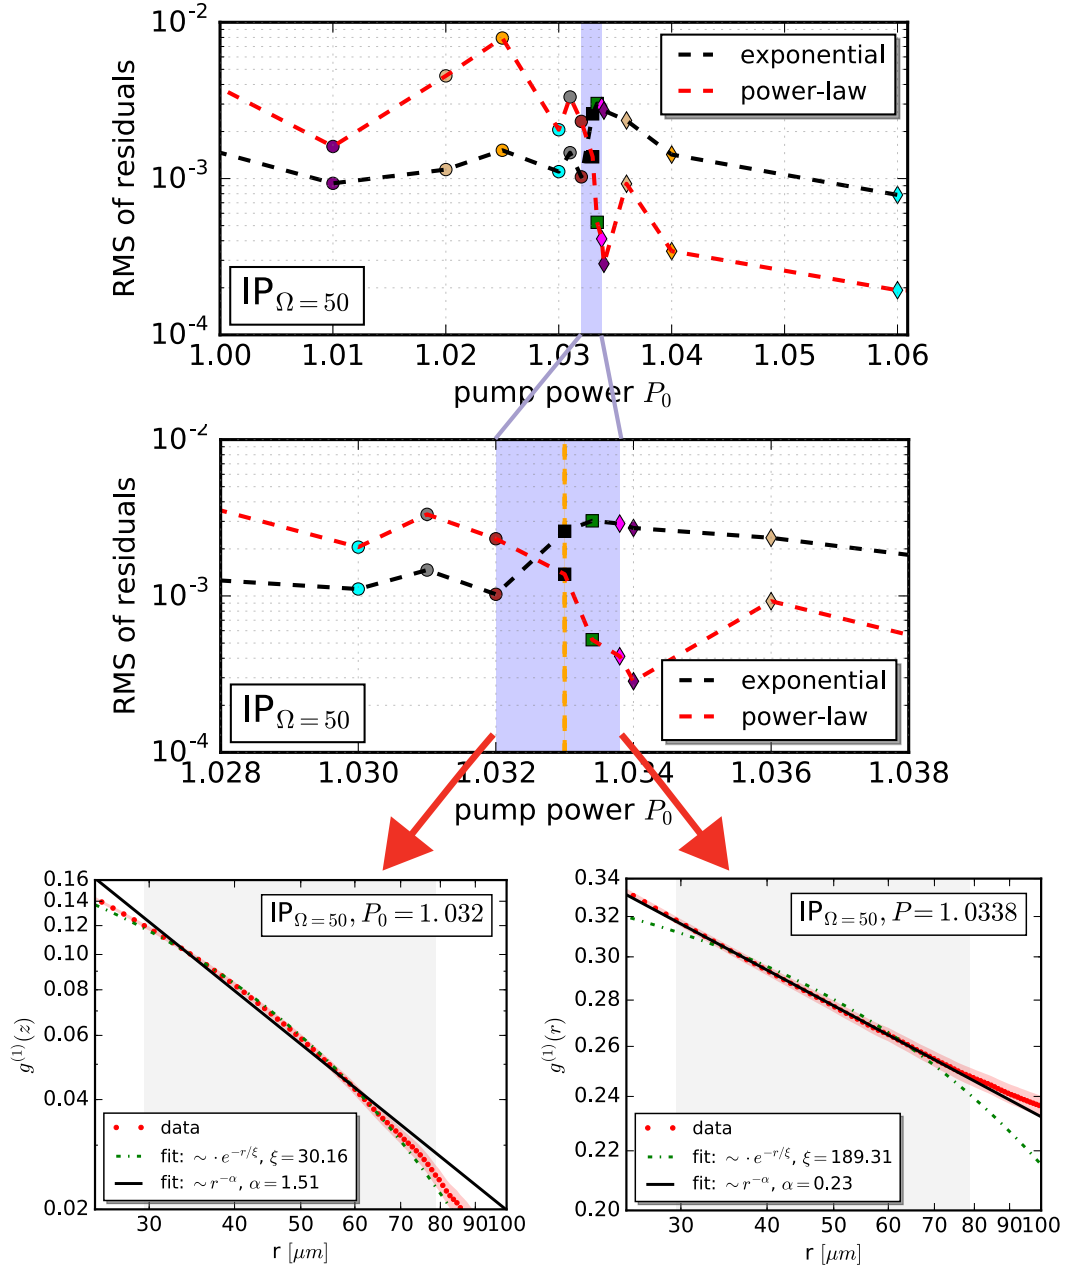 10⁻²
10⁻³
10⁻⁴
RMS of residuals
exponential
power-law
IP_Ω=50
1.00 1.01 1.02 1.03 1.04 1.05 1.06
pump power P₀
10⁻²
10⁻³
10⁻⁴
RMS of residuals
IP_Ω=50
exponential
power-law
1.028 1.030 1.032 1.034 1.036 1.038
pump power P₀
0.16
0.14
0.12
0.10
0.08
0.06
0.04
0.02
g⁽¹⁾(z)
IP_Ω=50, P₀=1.032
data
fit: ~ · e^{-r/ξ}, ξ=30.16
fit: ~r^{-α}, α=1.51
30 40 50 60 70 80 90100
r [μm]
0.34
0.32
0.30
0.28
0.26
0.24
0.22
0.20
g⁽¹⁾(r)
IP_Ω=50, P=1.0338
data
fit: ~ · e^{-r/ξ}, ξ=189.31
fit: ~r^{-α}, α=0.23
30 40 50 60 70 80 90100
r [μm]